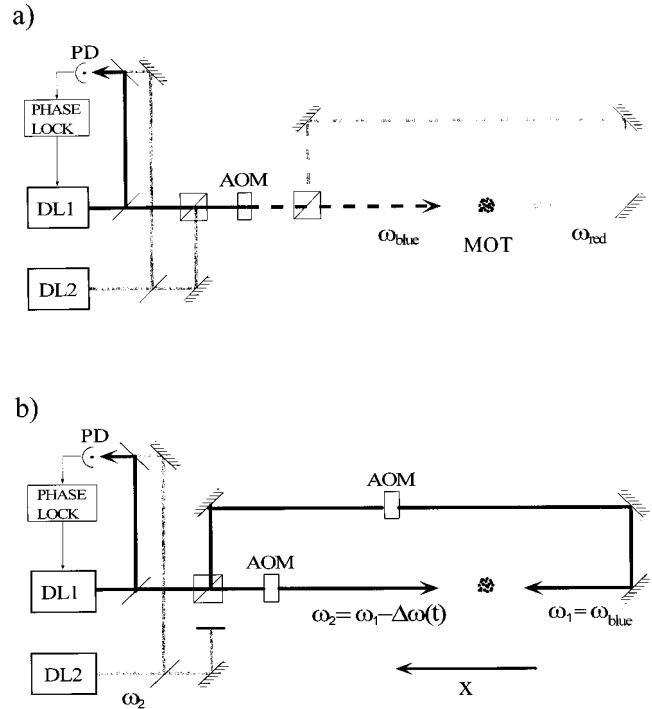 a)
PD
PHASE
LOCK
DL1
AOM
ω_blue
MOT
ω_red
DL2
b)
PD
AOM
PHASE
LOCK
DL1
AOM
ω₂= ω₁−Δω(t)
ω₁= ω_blue
DL2
ω₂
X